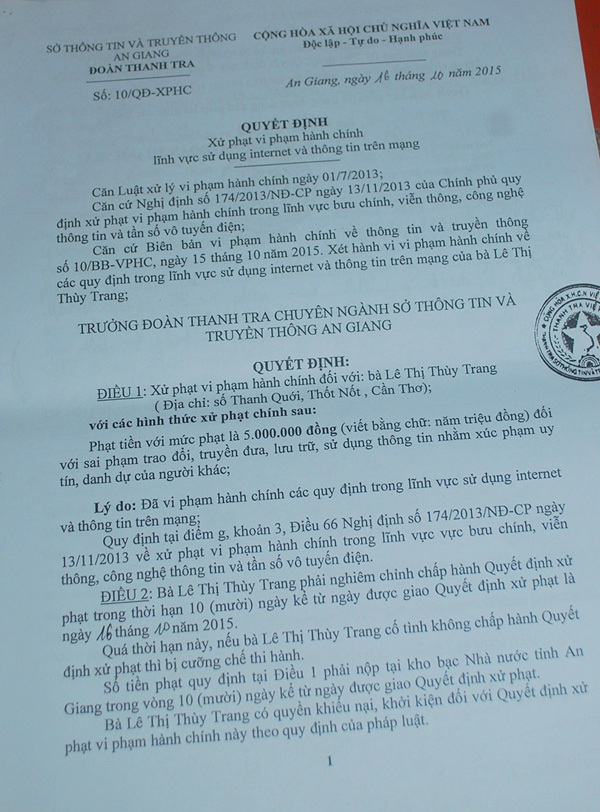 SỞ THÔNG TIN VÀ TRUYỀN THÔNG
AN GIANG
ĐOÀN THANH TRA
Số: 10/QĐ-XPHC
CỘNG HÒA XÃ HỘI CHỦ NGHĨA VIỆT NAM
Độc lập - Tự do - Hạnh phúc
An Giang, ngày 16 tháng 10 năm 2015
QUYẾT ĐỊNH
Xử phạt vi phạm hành chính
lĩnh vực sử dụng internet và thông tin trên mạng
Căn Luật xử lý vi phạm hành chính ngày 01/7/2013;
Căn cứ Nghị định số 174/2013/NĐ-CP ngày 13/11/2013 của Chính phủ quy
định xử phạt vi phạm hành chính trong lĩnh vực bưu chính, viễn thông, công nghệ
thông tin và tần số vô tuyến điện;
Căn cứ Biên bản vi phạm hành chính về thông tin và truyền thông
số 10/BB-VPHC, ngày 15 tháng 10 năm 2015. Xét hành vi vi phạm hành chính về
các quy định trong lĩnh vực sử dụng internet và thông tin trên mạng của bà Lê Thị
Thùy Trang;
TRƯỞNG ĐOÀN THANH TRA CHUYÊN NGÀNH SỞ THÔNG TIN VÀ
TRUYỀN THÔNG AN GIANG
QUYẾT ĐỊNH:
ĐIỀU 1: Xử phạt vi phạm hành chính đối với: bà Lê Thị Thùy Trang
( Địa chỉ: số Thanh Quới, Thốt Nốt , Cần Thơ);
với các hình thức xử phạt chính sau:
Phạt tiền với mức phạt là 5.000.000 đồng (viết bằng chữ: năm triệu đồng) đối
với sai phạm trao đổi, truyền đưa, lưu trữ, sử dụng thông tin nhằm xúc phạm uy
tín, danh dự của người khác;
Lý do: Đã vi phạm hành chính các quy định trong lĩnh vực sử dụng internet
và thông tin trên mạng;
Quy định tại điểm g, khoản 3, Điều 66 Nghị định số 174/2013/NĐ-CP ngày
13/11/2013 về xử phạt vi phạm hành chính trong lĩnh vực vực bưu chính, viễn
thông, công nghệ thông tin và tần số vô tuyến điện.
ĐIỀU 2: Bà Lê Thị Thùy Trang phải nghiêm chỉnh chấp hành Quyết định xử
phạt trong thời hạn 10 (mười) ngày kể từ ngày được giao Quyết định xử phạt là
ngày 16 tháng 10 năm 2015.
Quá thời hạn này, nếu bà Lê Thị Thùy Trang cố tình không chấp hành Quyết
định xử phạt thì bị cưỡng chế thi hành.
Số tiền phạt quy định tại Điều 1 phải nộp tại kho bạc Nhà nước tỉnh An
Giang trong vòng 10 (mười) ngày kể từ ngày được giao Quyết định xử phạt.
Bà Lê Thị Thùy Trang có quyền khiếu nại, khởi kiện đối với Quyết định xử
phạt vi phạm hành chính này theo quy định của pháp luật.
1